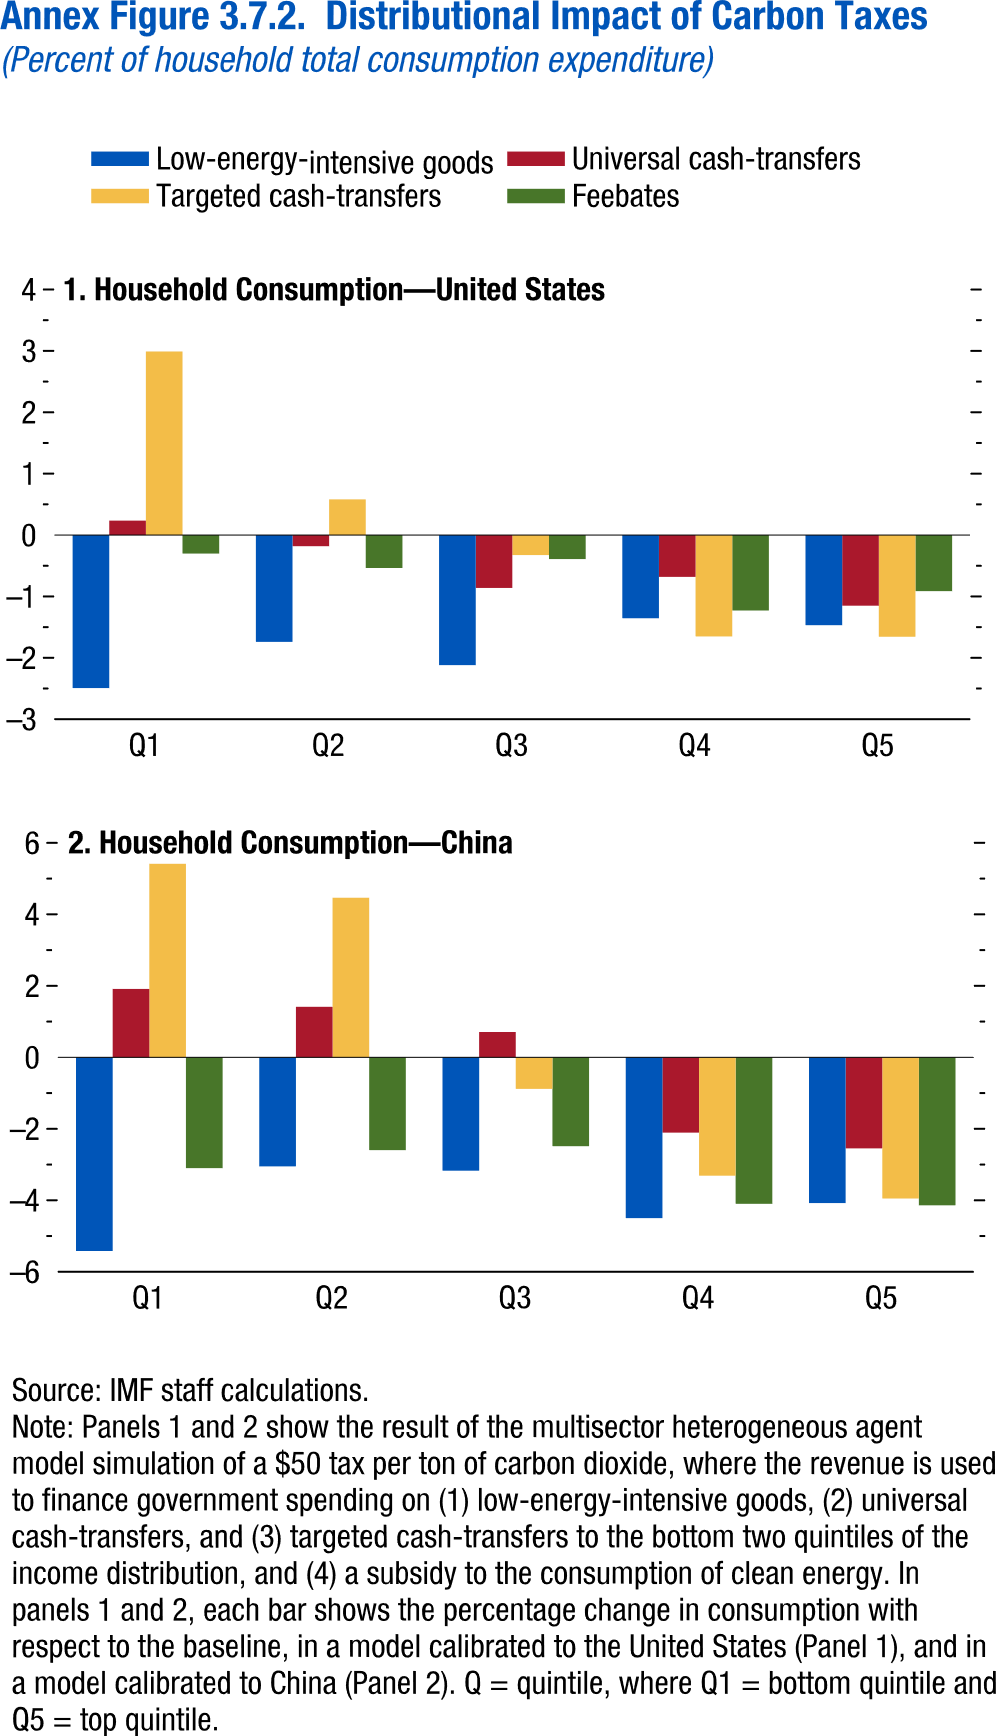 Annex Figure 3.7.2. Distributional Impact of Carbon Taxes
(Percent of household total consumption expenditure)
Low-energy-intensive goods
Universal cash-transfers
Targeted cash-transfers
Feebates
1. Household Consumption—United States
4
3
2
1
0
–1
–2
–3
Q1 Q2 Q3 Q4 Q5
2. Household Consumption—China
6
4
2
0
–2
–4
–6
Q1 Q2 Q3 Q4 Q5
Source: IMF staff calculations.
Note: Panels 1 and 2 show the result of the multisector heterogeneous agent
model simulation of a $50 tax per ton of carbon dioxide, where the revenue is used
to finance government spending on (1) low-energy-intensive goods, (2) universal
cash-transfers, and (3) targeted cash-transfers to the bottom two quintiles of the
income distribution, and (4) a subsidy to the consumption of clean energy. In
panels 1 and 2, each bar shows the percentage change in consumption with
respect to the baseline, in a model calibrated to the United States (Panel 1), and in
a model calibrated to China (Panel 2). Q = quintile, where Q1 = bottom quintile and
Q5 = top quintile.